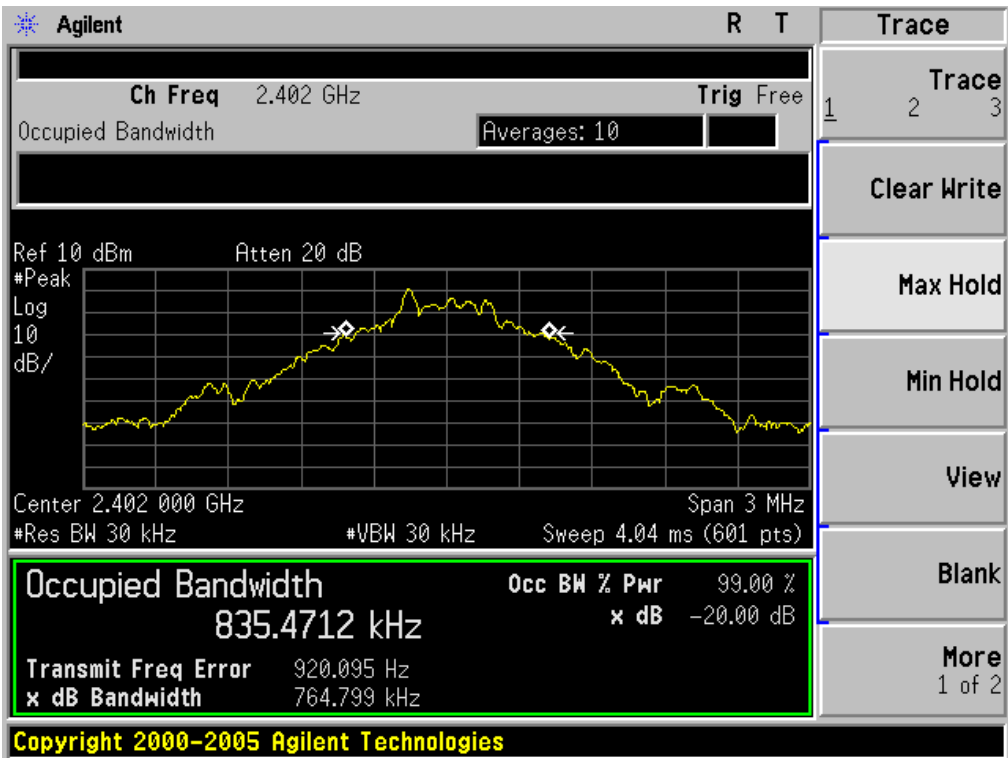 Agilent R T Trace
Ch Freq 2.402 GHz Trig Free
Occupied Bandwidth Averages: 10
Trace
1 2 3
Clear Write
Ref 10 dBm Atten 20 dB
#Peak
Log
10
dB/
Max Hold
Min Hold
View
Center 2.402 000 GHz Span 3 MHz
#Res BW 30 kHz #VBW 30 kHz Sweep 4.04 ms (601 pts)
Occupied Bandwidth Occ BW % Pwr 99.00 %
835.4712 kHz x dB -20.00 dB
Blank
Transmit Freq Error 920.095 Hz
x dB Bandwidth 764.799 kHz
More
1 of 2
Copyright 2000-2005 Agilent Technologies